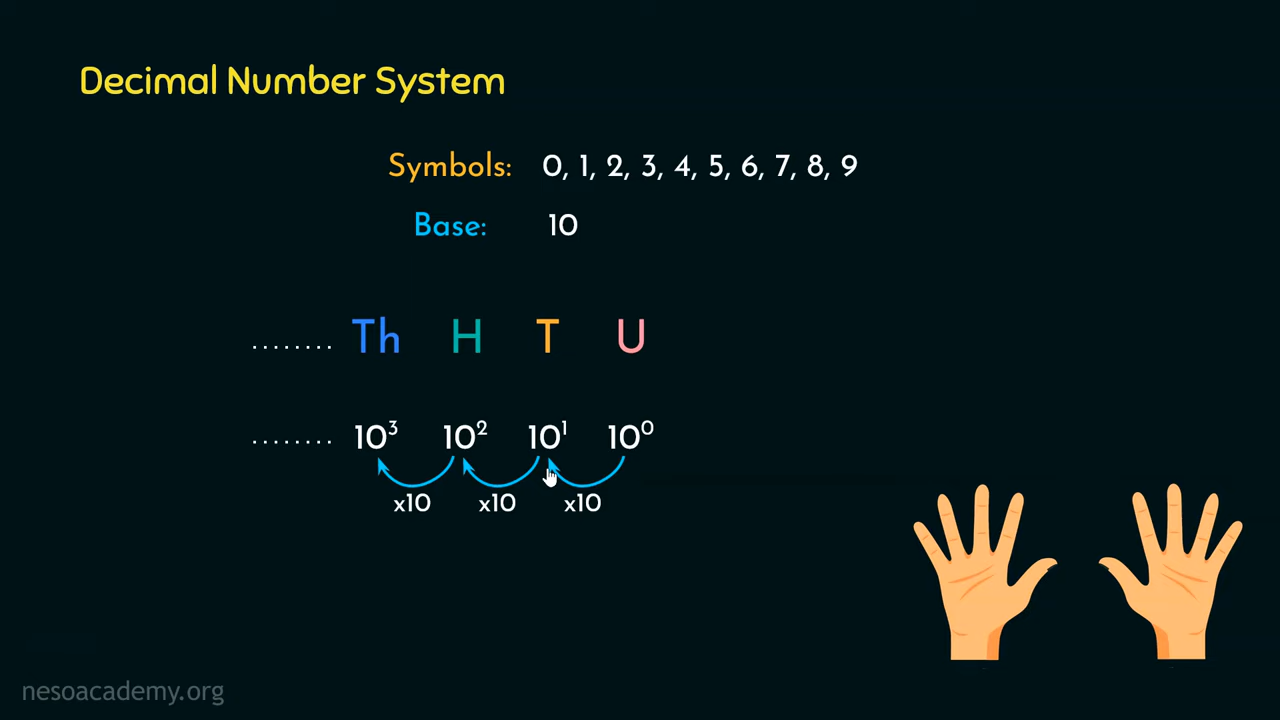 Decimal Number System
Symbols: 0, 1, 2, 3, 4, 5, 6, 7, 8, 9
Base: 10
........ Th H T U
........ 10³ 10² 10¹ 10⁰
x10 x10 x10
nesoacademy.org